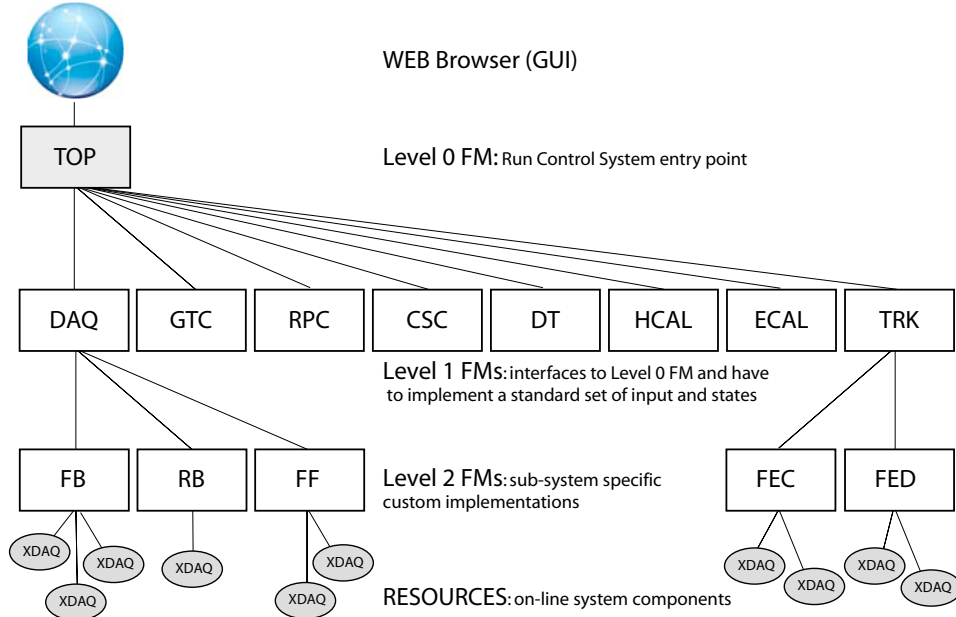 WEB Browser (GUI)
TOP
Level 0 FM: Run Control System entry point
DAQ
GTC
RPC
CSC
DT
HCAL
ECAL
TRK
Level 1 FMs: interfaces to Level 0 FM and have
to implement a standard set of input and states
FB
RB
FF
Level 2 FMs: sub-system specific
custom implementations
FEC
FED
XDAQ
XDAQ
XDAQ
XDAQ
XDAQ
XDAQ
XDAQ
XDAQ
XDAQ
XDAQ
RESOURCES: on-line system components